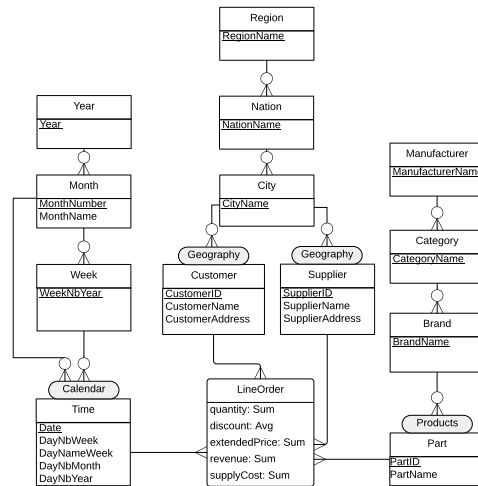 Region
RegionName
Nation
NationName
City
CityName
Year
Year
Month
MonthNumber
MonthName
Week
WeekNbYear
Calendar
Time
Date
DayNbWeek
DayNameWeek
DayNbMonth
DayNbYear
Geography
Customer
CustomerID
CustomerName
CustomerAddress
Geography
Supplier
SupplierID
SupplierName
SupplierAddress
LineOrder
quantity: Sum
discount: Avg
extendedPrice: Sum
revenue: Sum
supplyCost: Sum
Manufacturer
ManufacturerName
Category
CategoryName
Brand
BrandName
Products
Part
PartID
PartName